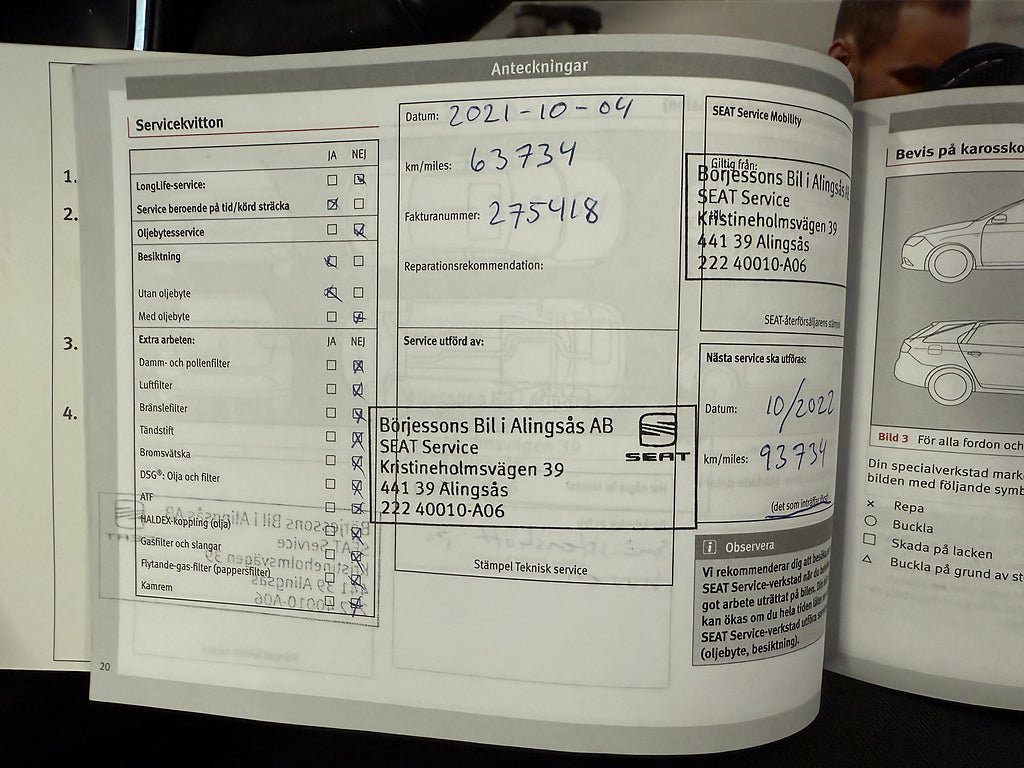 Anteckningar
Servicekvitton
JA NEJ
1.
LongLife-service:
2.
Service beroende på tid/körd sträcka
Oljebytesservice
Besiktning
Utan oljebyte
Med oljebyte
3.
Extra arbeten: JA NEJ
Damm- och pollenfilter
Luftfilter
4.
Bränslefilter
Tändstift
Bromsvätska
DSG®: Olja och filter
ATF
HALDEX-koppling (olja)
Gasfilter och slangar
Flytande-gas-filter (pappersfilter)
Kamrem
20
Datum: 2021-10-04
km/miles: 63734
Fakturanummer: 275418
Reparationsrekommendation:
Service utförd av:
Börjessons Bil i Alingsås AB
SEAT Service
Kristineholmsvägen 39
441 39 Alingsås
222 40010-A06
SEAT
Stämpel Teknisk service
SEAT Service Mobility
Giltig från:
Börjessons Bil i Alingsås
SEAT Service
Kristineholmsvägen 39
441 39 Alingsås
222 40010-A06
SEAT-återförsäljarens stämpel
Nästa service ska utföras:
Datum: 10/2022
km/miles: 93734
(det som inträffar först)
i Observera
Vi rekommenderar dig att besöka
SEAT Service-verkstad när du
got arbete uträttat på bilen. Din
kan ökas om du hela tiden låter
SEAT Service-verkstad utföra
(oljebyte, besiktning).
Bevis på karossko
Bild 3 För alla fordon och
Din specialverkstad mark
bilden med följande symb
× Repa
○ Buckla
□ Skada på lacken
△ Buckla på grund av st